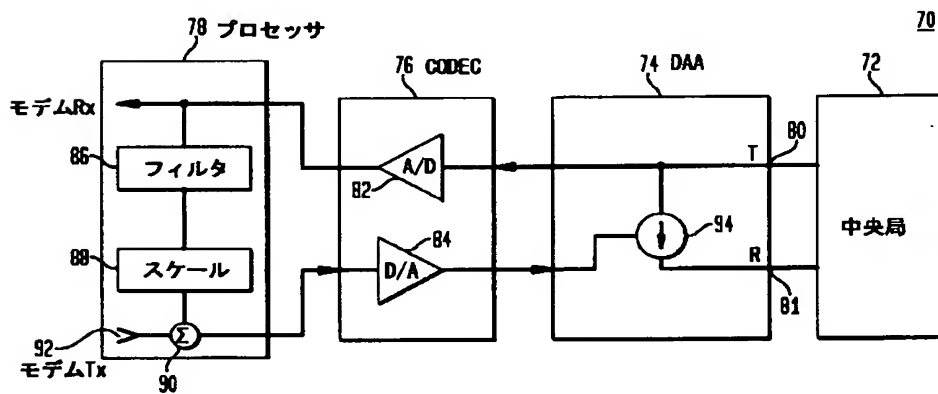 70
78 プロセッサ
76 CODEC
74 DAA
72
モデムRx
86
フィルタ
88
スケール
92
モデムTx
Σ
90
A/D
82
84
D/A
T
80
94
R
81
中央局